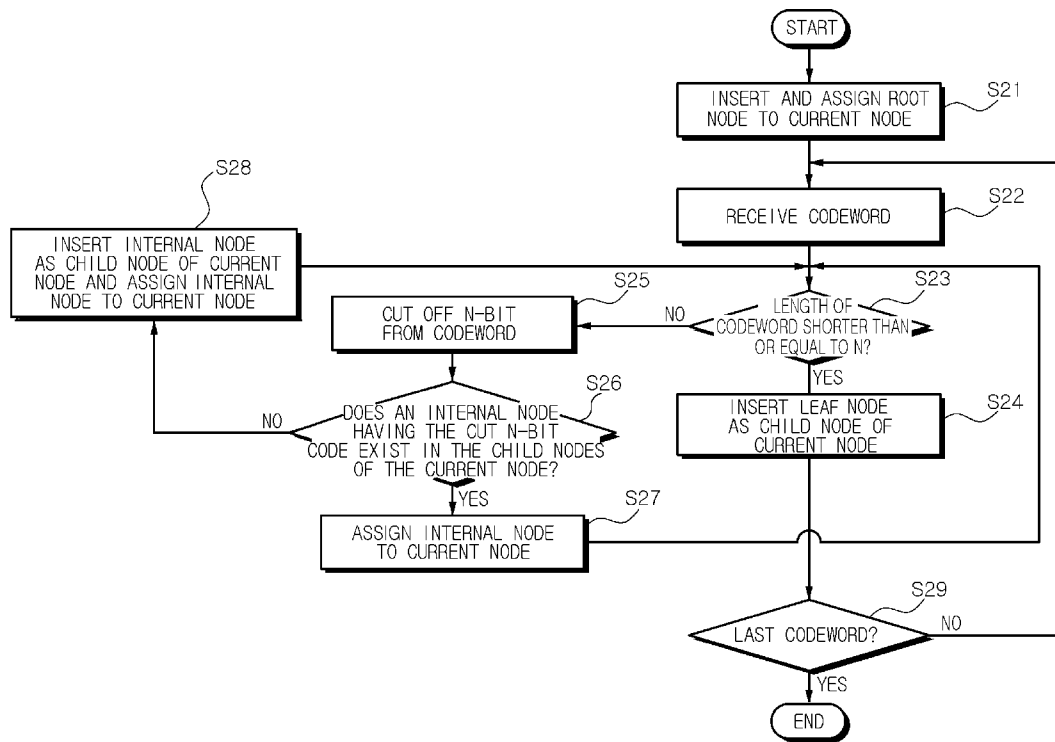 START
S21
INSERT AND ASSIGN ROOT
NODE TO CURRENT NODE
S22
RECEIVE CODEWORD
S28
INSERT INTERNAL NODE
AS CHILD NODE OF CURRENT
NODE AND ASSIGN INTERNAL
NODE TO CURRENT NODE
S23
LENGTH OF
CODEWORD SHORTER THAN
OR EQUAL TO N?
NO
YES
S25
CUT OFF N-BIT
FROM CODEWORD
S24
INSERT LEAF NODE
AS CHILD NODE OF
CURRENT NODE
S26
DOES AN INTERNAL NODE
HAVING THE CUT N-BIT
CODE EXIST IN THE CHILD NODES
OF THE CURRENT NODE?
NO
YES
S27
ASSIGN INTERNAL NODE
TO CURRENT NODE
S29
LAST CODEWORD?
NO
YES
END